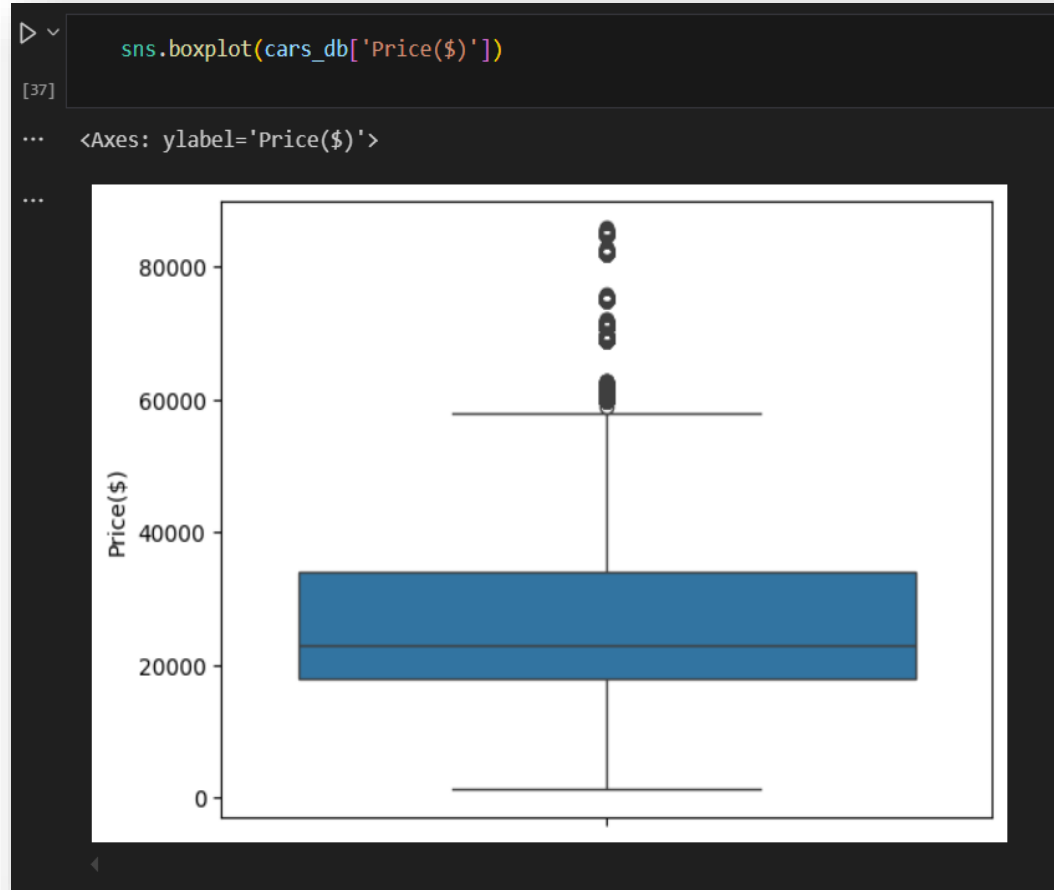 sns.boxplot(cars_db['Price($)'])
[37]
<Axes: ylabel='Price($)'>
80000
60000
Price($)
40000
20000
0